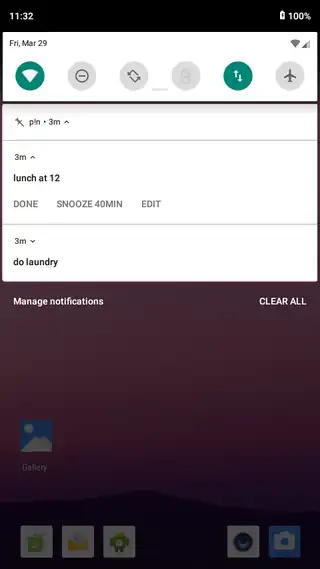 11:32
100%
Fri, Mar 29
p!n • 3m
3m
lunch at 12
DONE SNOOZE 40MIN EDIT
3m
do laundry
Manage notifications CLEAR ALL
Gallery